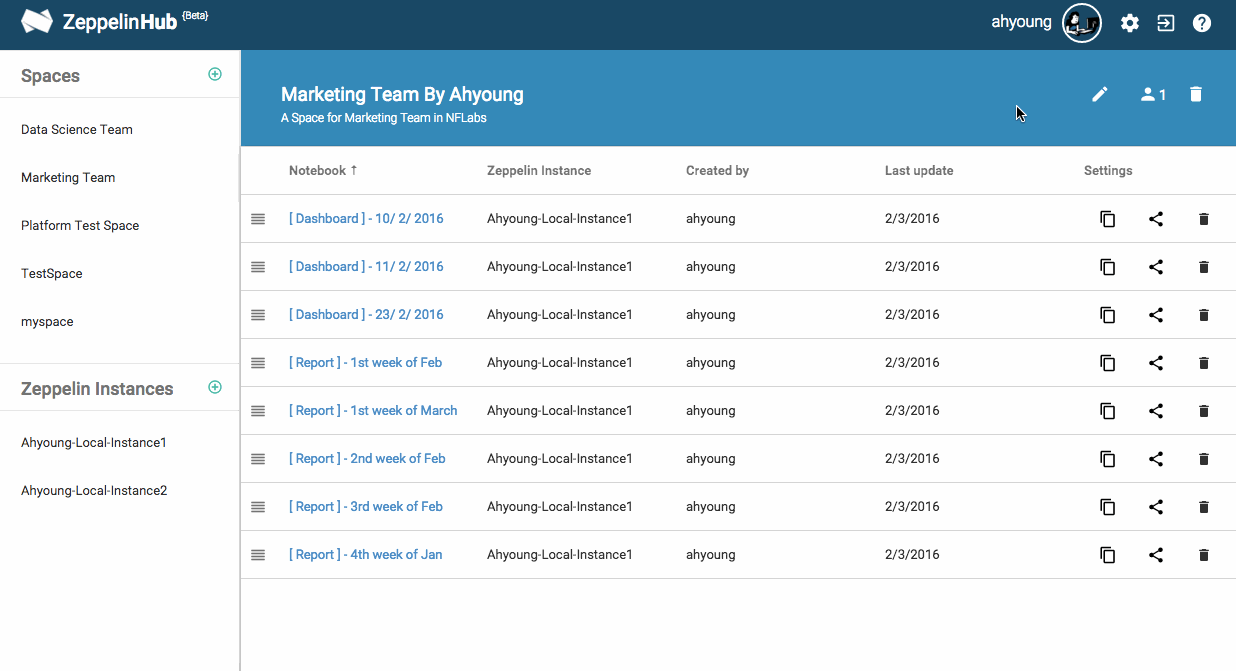 ZeppelinHub {Beta}
ahyoung
Spaces
Data Science Team
Marketing Team
Platform Test Space
TestSpace
myspace
Zeppelin Instances
Ahyoung-Local-Instance1
Ahyoung-Local-Instance2
Marketing Team By Ahyoung
1
A Space for Marketing Team in NFLabs
Notebook ↑ Zeppelin Instance Created by Last update Settings
[ Dashboard ] - 10/ 2/ 2016 Ahyoung-Local-Instance1 ahyoung 2/3/2016
[ Dashboard ] - 11/ 2/ 2016 Ahyoung-Local-Instance1 ahyoung 2/3/2016
[ Dashboard ] - 23/ 2/ 2016 Ahyoung-Local-Instance1 ahyoung 2/3/2016
[ Report ] - 1st week of Feb Ahyoung-Local-Instance1 ahyoung 2/3/2016
[ Report ] - 1st week of March Ahyoung-Local-Instance1 ahyoung 2/3/2016
[ Report ] - 2nd week of Feb Ahyoung-Local-Instance1 ahyoung 2/3/2016
[ Report ] - 3rd week of Feb Ahyoung-Local-Instance1 ahyoung 2/3/2016
[ Report ] - 4th week of Jan Ahyoung-Local-Instance1 ahyoung 2/3/2016